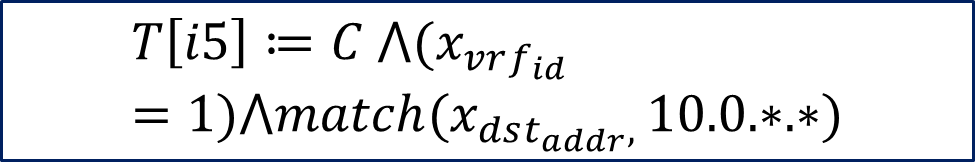 T[i5] ≔ C ⋀(x_{vrf_{id}}
= 1)⋀match(x_{dst_{addr,}} 10.0.∗.∗)